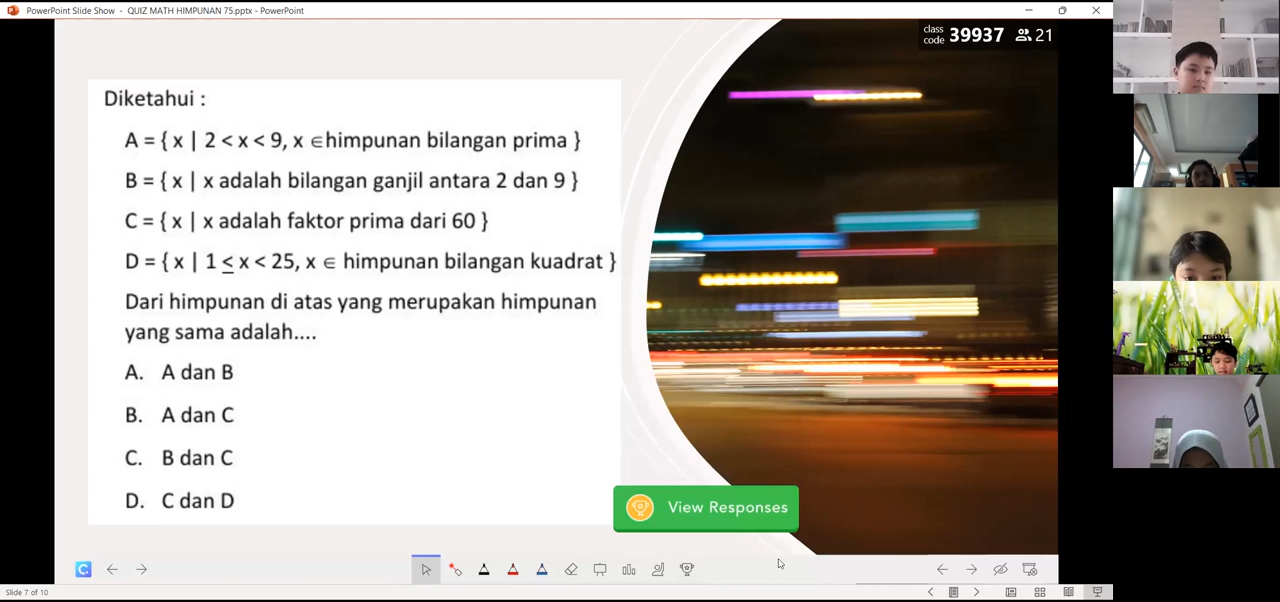 PowerPoint Slide Show - QUIZ MATH HIMPUNAN 75.pptx - PowerPoint
class code 39937 21
Diketahui :
A = { x | 2 < x < 9, x ∈himpunan bilangan prima }
B = { x | x adalah bilangan ganjil antara 2 dan 9 }
C = { x | x adalah faktor prima dari 60 }
D = { x | 1 ≤ x < 25, x ∈ himpunan bilangan kuadrat }
Dari himpunan di atas yang merupakan himpunan
yang sama adalah....
A. A dan B
B. A dan C
C. B dan C
D. C dan D
View Responses
Slide 7 of 10